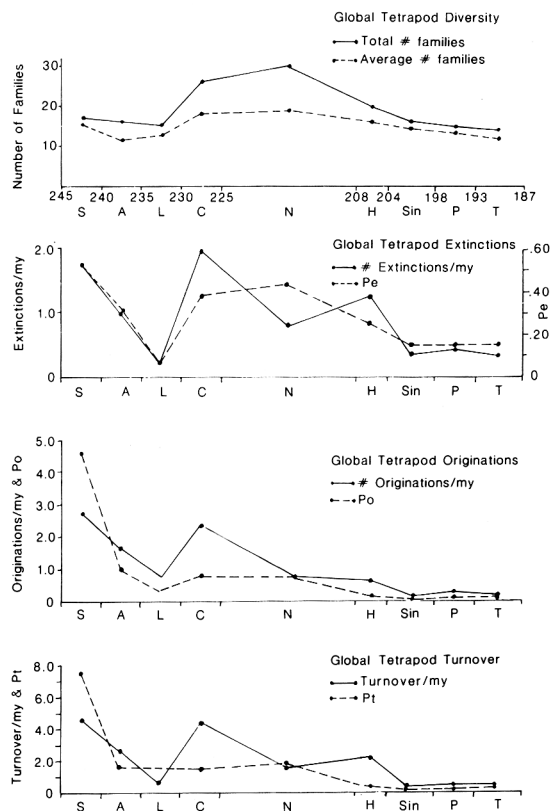 Global Tetrapod Diversity
Total # families
Average # families
Number of Families
30
20
10
245 240 235 230 225 208 204 198 193 187
S A L C N H Sin P T
Global Tetrapod Extinctions
# Extinctions/my
Pe
Extinctions/my
2.0
1.0
0
.60
.40
.20
0
Pe
S A L C N H Sin P T
Global Tetrapod Originations
# Originations/my
Po
Originations/my & Po
5.0
3.0
2.0
1.0
0
S A L C N H Sin P T
Global Tetrapod Turnover
Turnover/my
Pt
Turnover/my & Pt
8.0
6.0
4.0
2.0
0
S A L C N H Sin P T